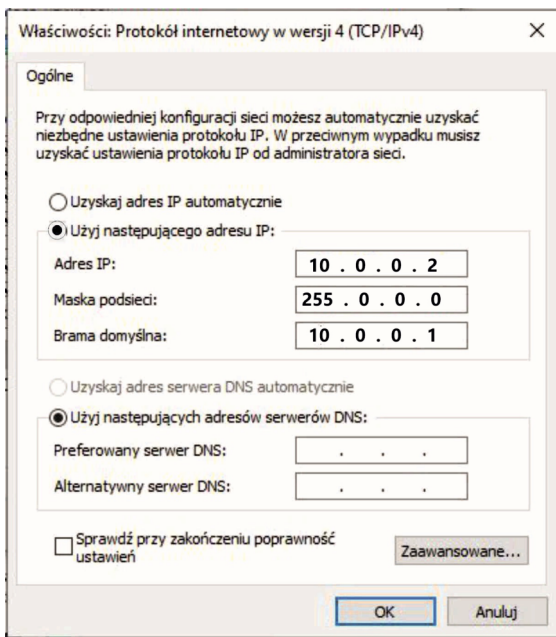 Właściwości: Protokół internetowy w wersji 4 (TCP/IPv4)
Ogólne
Przy odpowiedniej konfiguracji sieci możesz automatycznie uzyskać
niezbędne ustawienia protokołu IP. W przeciwnym wypadku musisz
uzyskać ustawienia protokołu IP od administratora sieci.
Uzyskaj adres IP automatycznie
Użyj następującego adresu IP:
Adres IP: 10 . 0 . 0 . 2
Maska podsieci: 255 . 0 . 0 . 0
Brama domyślna: 10 . 0 . 0 . 1
Uzyskaj adres serwera DNS automatycznie
Użyj następujących adresów serwerów DNS:
Preferowany serwer DNS: . . .
Alternatywny serwer DNS: . . .
Sprawdź przy zakończeniu poprawność
ustawień
Zaawansowane...
OK Anuluj